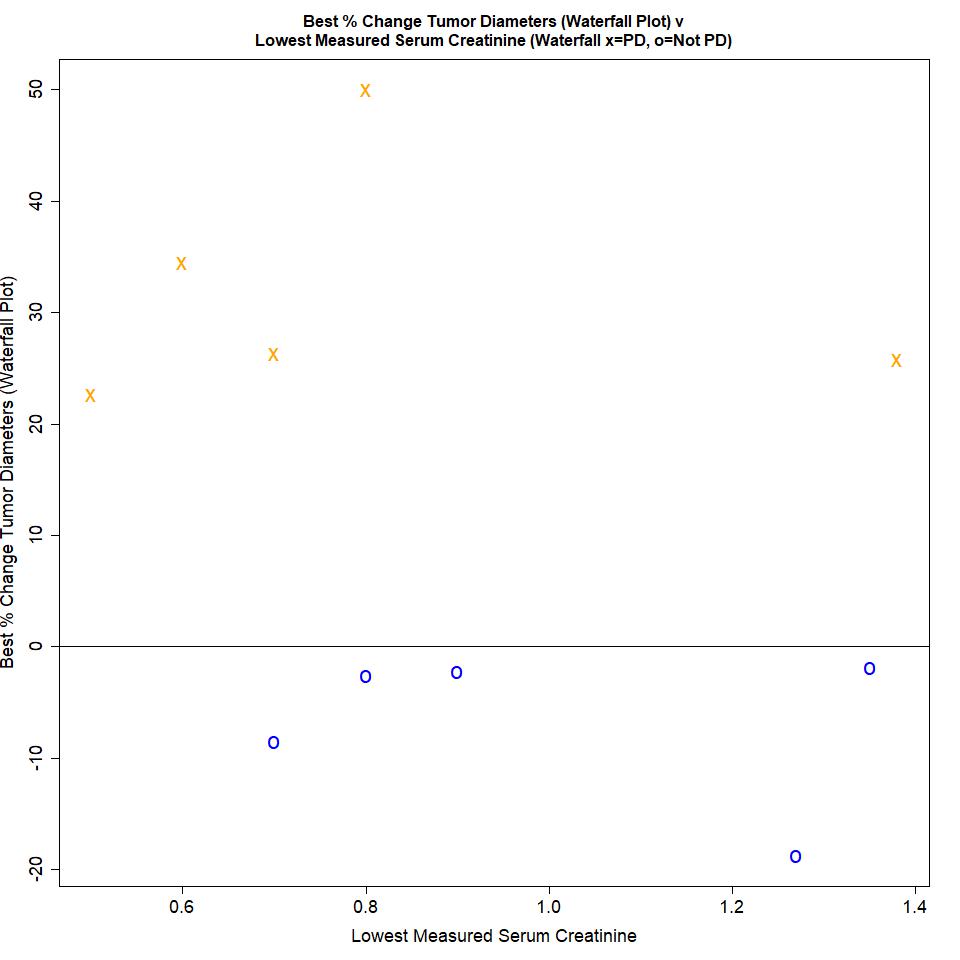 Best % Change Tumor Diameters (Waterfall Plot) v
Lowest Measured Serum Creatinine (Waterfall x=PD, o=Not PD)
Best % Change Tumor Diameters (Waterfall Plot)
50
40
30
20
10
0
-10
-20
x
x
x
x
x
o
o
o
o
o
0.6
0.8
1.0
1.2
1.4
Lowest Measured Serum Creatinine